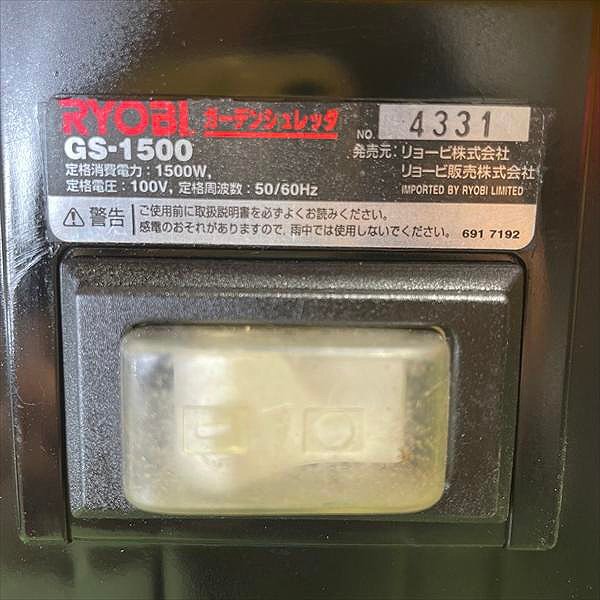 RYOBI ガーデンシュレッダ
GS-1500
NO. 4331
定格消費電力:1500W,
定格電圧:100V, 定格周波数:50/60Hz
発売元:リョービ株式会社
リョービ販売株式会社
IMPORTED BY RYOBI LIMITED
警告
ご使用前に取扱説明書を必ずよくお読みください。
感電のおそれがありますので, 雨中では使用しないでください。
691 7192